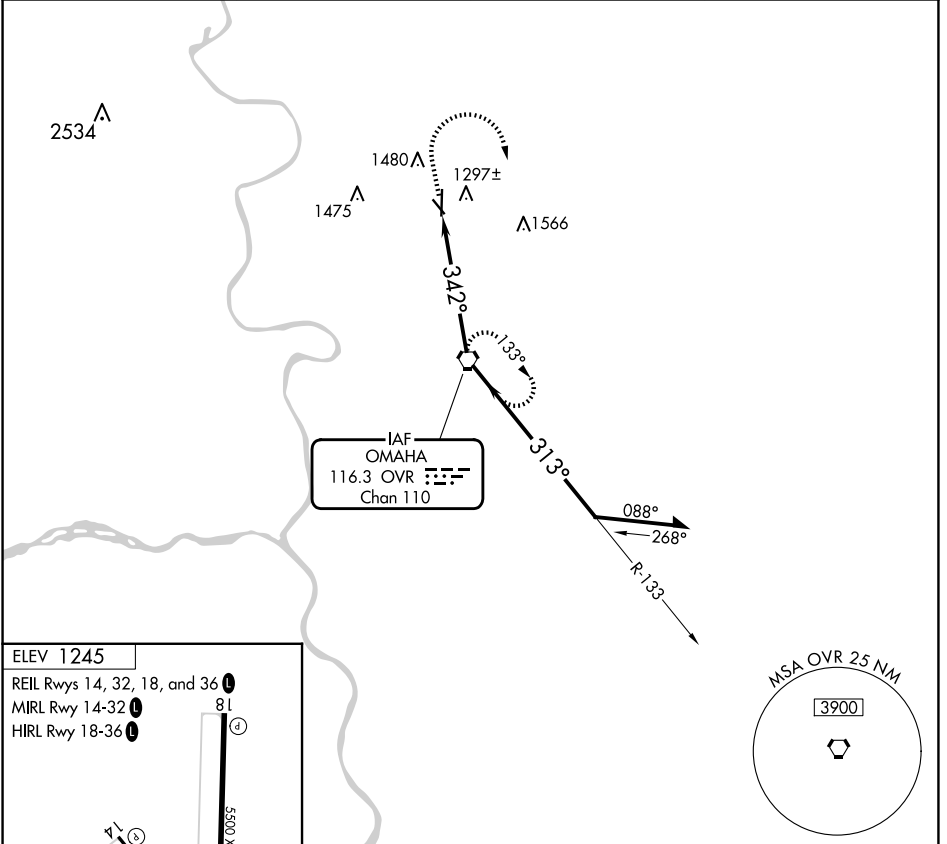 2534
1480
1297±
1475
1566
342°
133°
IAF
OMAHA
116.3 OVR
Chan 110
313°
088°
268°
R-133
ELEV 1245
REIL Rwys 14, 32, 18, and 36 L
MIRL Rwy 14-32 L
HIRL Rwy 18-36 L
18
P
5500 X
14
P
MSA OVR 25 NM
3900